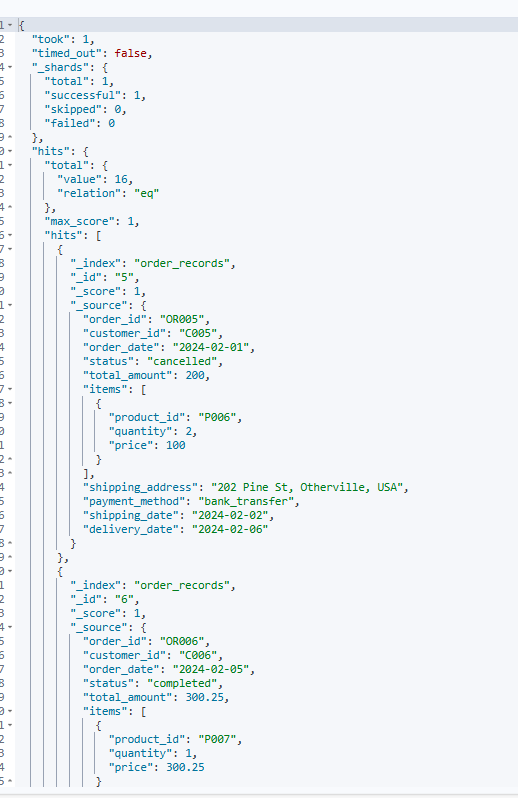 1 {
2 "took": 1,
3 "timed_out": false,
4 "_shards": {
5 "total": 1,
6 "successful": 1,
7 "skipped": 0,
8 "failed": 0
9 },
0 "hits": {
1 "total": {
2 "value": 16,
3 "relation": "eq"
4 },
5 "max_score": 1,
6 "hits": [
7 {
8 "_index": "order_records",
9 "_id": "5",
0 "_score": 1,
1 "_source": {
2 "order_id": "OR005",
3 "customer_id": "C005",
4 "order_date": "2024-02-01",
5 "status": "cancelled",
6 "total_amount": 200,
7 "items": [
8 {
9 "product_id": "P006",
0 "quantity": 2,
1 "price": 100
2 }
3 ],
4 "shipping_address": "202 Pine St, Otherville, USA",
5 "payment_method": "bank_transfer",
6 "shipping_date": "2024-02-02",
7 "delivery_date": "2024-02-06"
8 }
9 },
0 {
1 "_index": "order_records",
2 "_id": "6",
3 "_score": 1,
4 "_source": {
5 "order_id": "OR006",
6 "customer_id": "C006",
7 "order_date": "2024-02-05",
8 "status": "completed",
9 "total_amount": 300.25,
0 "items": [
1 {
2 "product_id": "P007",
3 "quantity": 1,
4 "price": 300.25
5 }